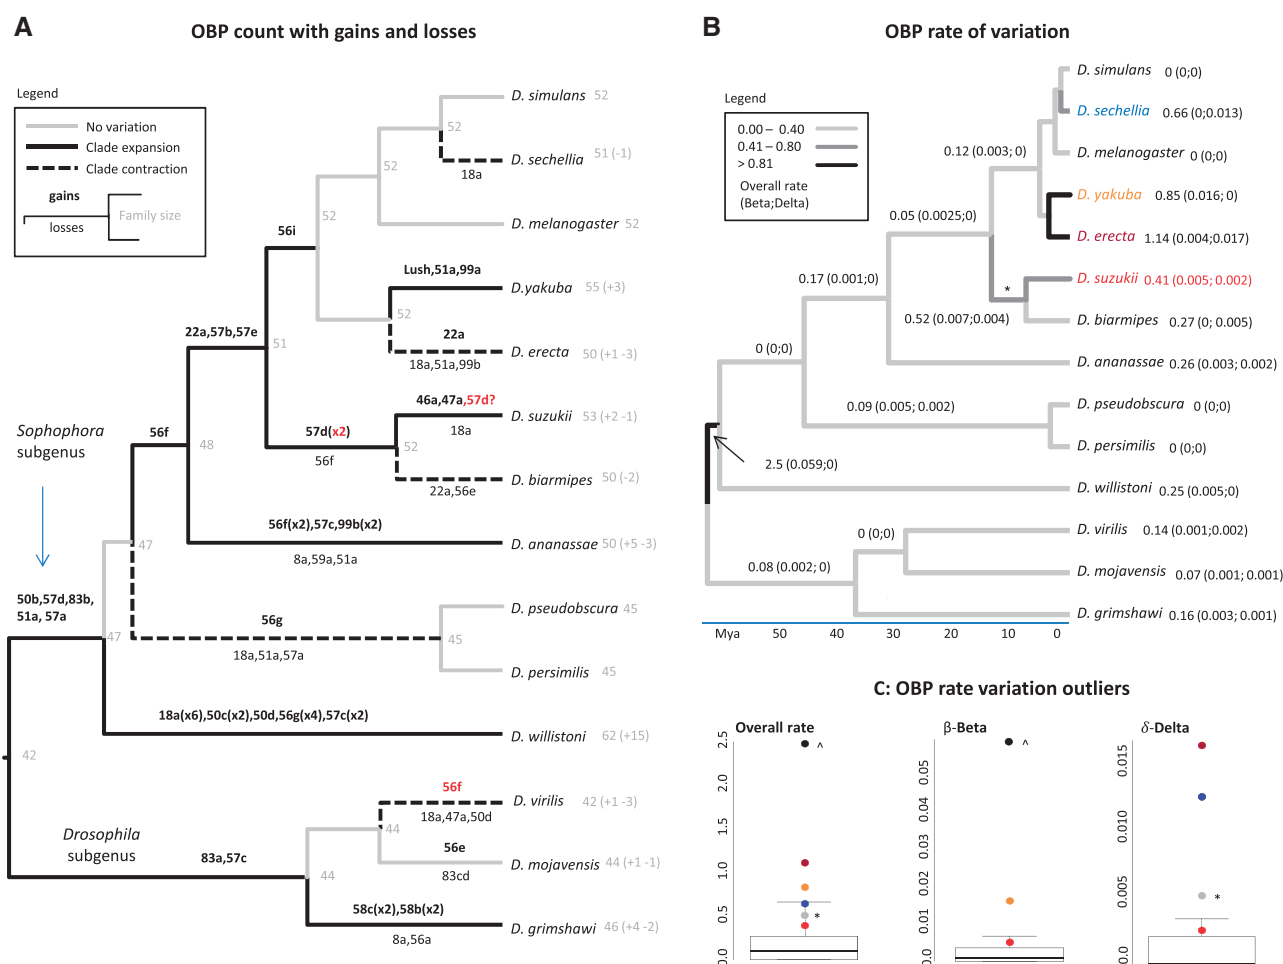 A
OBP count with gains and losses
Legend
No variation
Clade expansion
Clade contraction
gains
Family size
losses
D. simulans 52
52
D. sechellia 51 (-1)
18a
52
52
D. melanogaster 52
56i
Lush,51a,99a
D.yakuba 55 (+3)
52
22a
D. erecta 50 (+1 -3)
18a,51a,99b
22a,57b,57e
51
46a,47a,57d?
D. suzukii 53 (+2 -1)
18a
57d(x2)
56f
52
D. biarmipes 50 (-2)
22a,56e
Sophophora
subgenus
56f
48
56f(x2),57c,99b(x2)
D. ananassae 50 (+5 -3)
8a,59a,51a
47
50b,57d,83b,
51a, 57a
47
56g
18a,51a,57a
D. pseudobscura 45
45
D. persimilis 45
18a(x6),50c(x2),50d,56g(x4),57c(x2)
D. willistoni 62 (+15)
42
56f
D. virilis 42 (+1 -3)
18a,47a,50d
44
56e
D. mojavensis 44 (+1 -1)
83cd
Drosophila
subgenus
83a,57c
44
58c(x2),58b(x2)
D. grimshawi 46 (+4 -2)
8a,56a
B
OBP rate of variation
Legend
0.00 – 0.40
0.41 – 0.80
> 0.81
Overall rate
(Beta;Delta)
D. simulans 0 (0;0)
D. sechellia 0.66 (0;0.013)
0.12 (0.003; 0)
D. melanogaster 0 (0;0)
D. yakuba 0.85 (0.016; 0)
0.05 (0.0025;0)
D. erecta 1.14 (0.004;0.017)
0.17 (0.001;0)
*
D. suzukii 0.41 (0.005; 0.002)
0.52 (0.007;0.004)
D. biarmipes 0.27 (0; 0.005)
0 (0;0)
D. ananassae 0.26 (0.003; 0.002)
0.09 (0.005; 0.002)
D. pseudobscura 0 (0;0)
D. persimilis 0 (0;0)
2.5 (0.059;0)
D. willistoni 0.25 (0.005;0)
0 (0;0)
D. virilis 0.14 (0.001;0.002)
0.08 (0.002; 0)
D. mojavensis 0.07 (0.001; 0.001)
D. grimshawi 0.16 (0.003; 0.001)
Mya 50 40 30 20 10 0
C: OBP rate variation outliers
Overall rate
2.5
2.0
1.5
1.0
0.5
0.0
^
*
β-Beta
0.05
0.04
0.03
0.02
0.01
0.0
^
δ-Delta
0.015
0.010
0.005
0.0
*